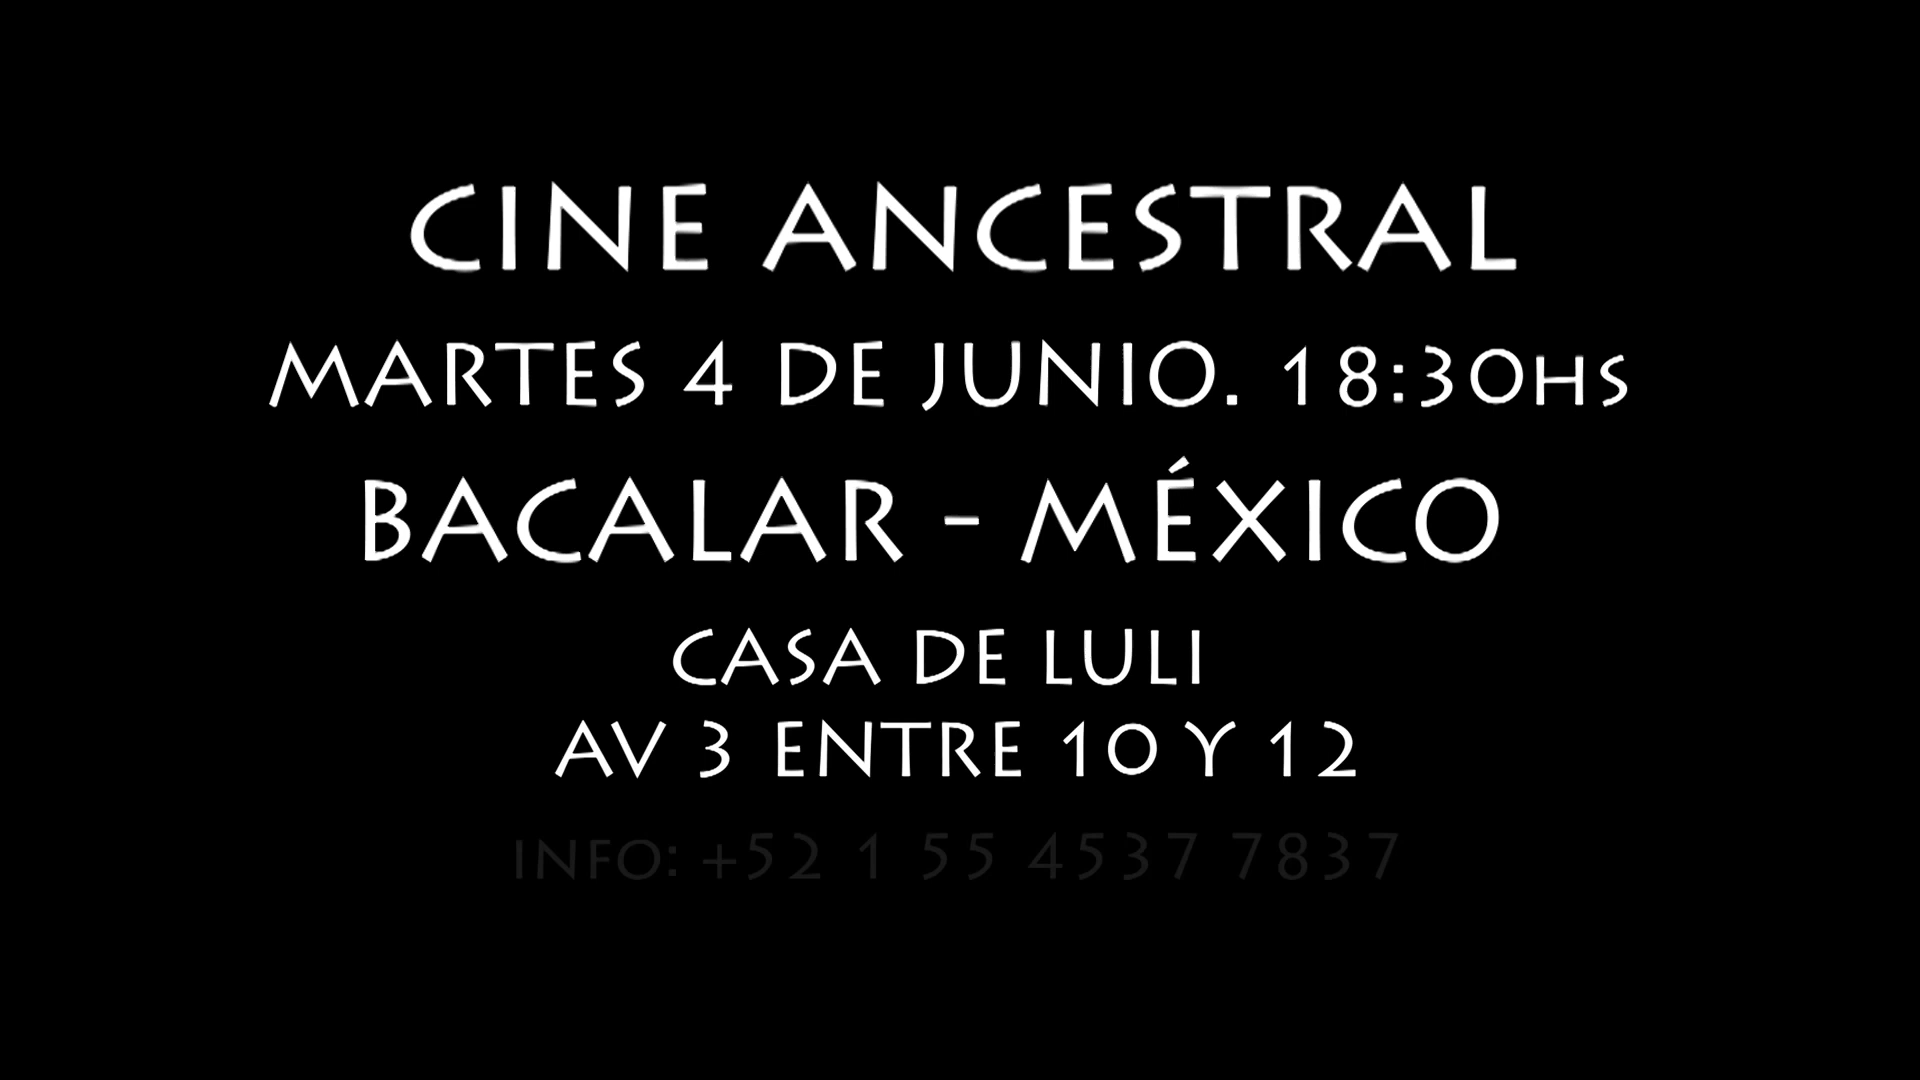 CINE ANCESTRAL
MARTES 4 DE JUNIO. 18:30HS
BACALAR - MÉXICO
CASA DE LULI
AV 3 ENTRE 10 Y 12
INFO: +52 1 55 4537 7837